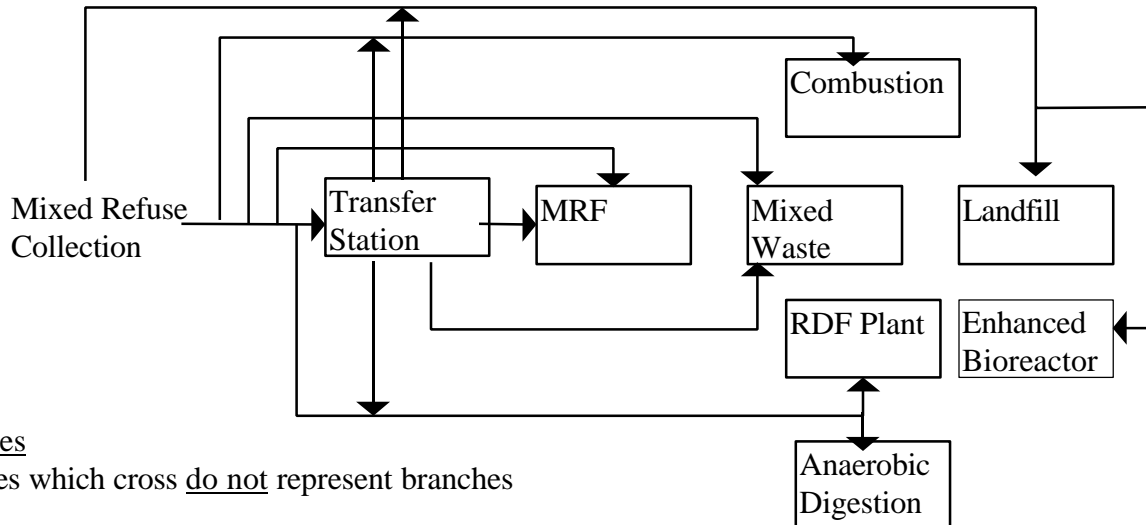 Combustion
Mixed Refuse
Collection
Transfer
Station
MRF
Mixed
Waste
Landfill
RDF Plant
Enhanced
Bioreactor
Anaerobic
Digestion
es
es which cross do not represent branches